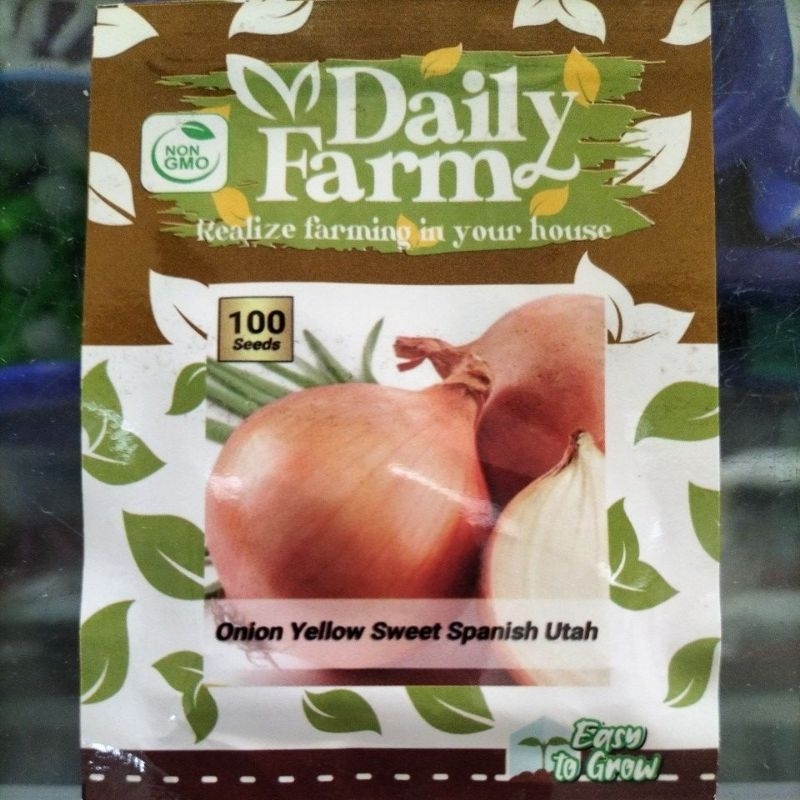 Daily
Farm
NON
GMO
Realize farming in your house
100
Seeds
Onion Yellow Sweet Spanish Utah
Easy
to Grow